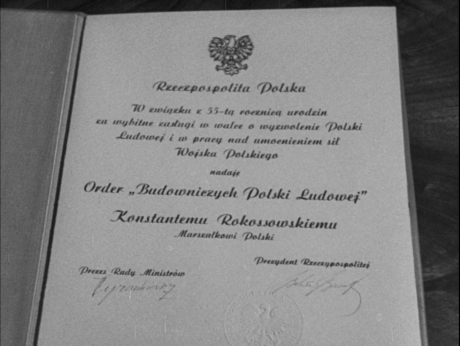 Rzeczpospolita Polska
W związku z 55-tą rocznicą urodzin
za wybitne zasługi w walce o wyzwolenie Polski
Ludowej i w pracy nad umocnieniem sił
Wojska Polskiego
nadaje
Order „Budowniczych Polski Ludowej”
Konstantemu Rokossowskiemu
Marszałkowi Polski
Prezes Rady Ministrów
Prezydent Rzeczypospolitej